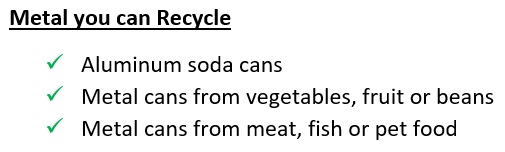 Metal you can Recycle
✓ Aluminum soda cans
✓ Metal cans from vegetables, fruit or beans
✓ Metal cans from meat, fish or pet food